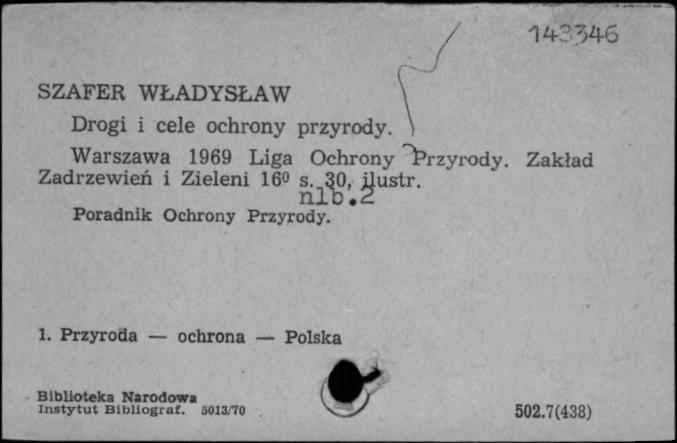 143346
SZAFER WŁADYSŁAW
Drogi i cele ochrony przyrody.
Warszawa 1969 Liga Ochrony Przyrody. Zakład
Zadrzewień i Zieleni 16⁰ s. 30, ilustr.
nlb.2
Poradnik Ochrony Przyrody.
1. Przyroda — ochrona — Polska
Biblioteka Narodowa
Instytut Bibliograf. 5013/70
502.7(438)